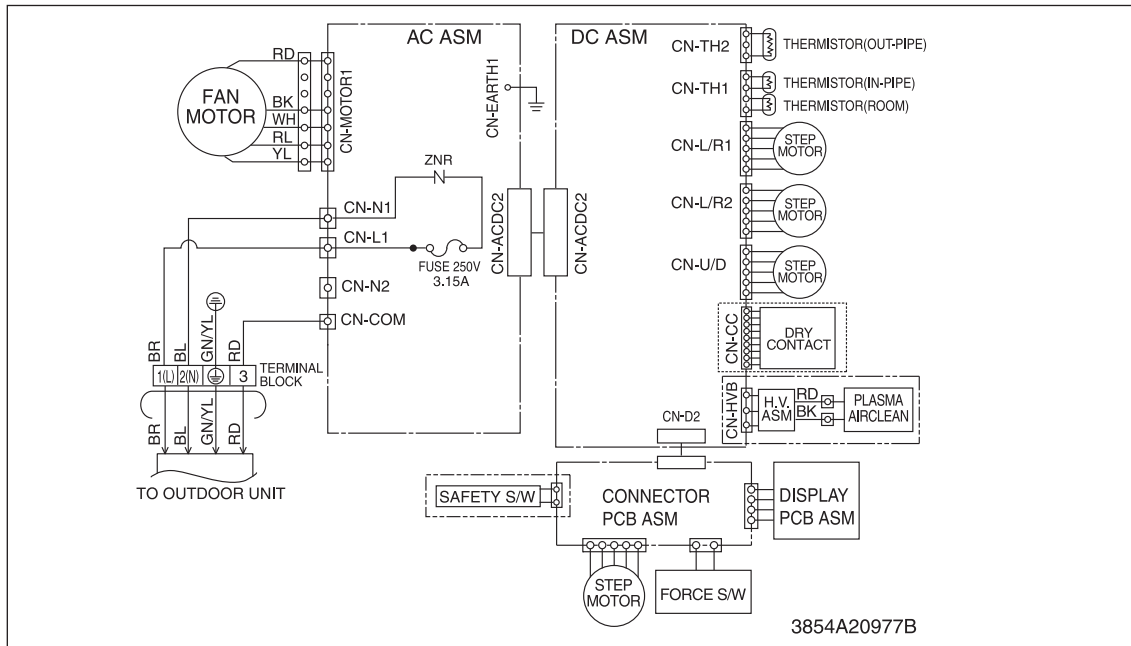 AC ASM
DC ASM
RD
BK
WH
RL
YL
FAN
MOTOR
CN-MOTOR1
CN-EARTH1
ZNR
CN-N1
CN-L1
FUSE 250V
3.15A
CN-N2
CN-COM
CN-ACDC2
CN-ACDC2
BR
BL
GN/YL
RD
1(L)
2(N)
3
TERMINAL
BLOCK
BR
BL
GN/YL
RD
TO OUTDOOR UNIT
CN-TH2
THERMISTOR(OUT-PIPE)
CN-TH1
THERMISTOR(IN-PIPE)
THERMISTOR(ROOM)
CN-L/R1
STEP
MOTOR
CN-L/R2
STEP
MOTOR
CN-U/D
STEP
MOTOR
CN-CC
DRY
CONTACT
CN-HVB
H.V.
ASM
RD
BK
PLASMA
AIRCLEAN
CN-D2
SAFETY S/W
CONNECTOR
PCB ASM
DISPLAY
PCB ASM
STEP
MOTOR
FORCE S/W
3854A20977B